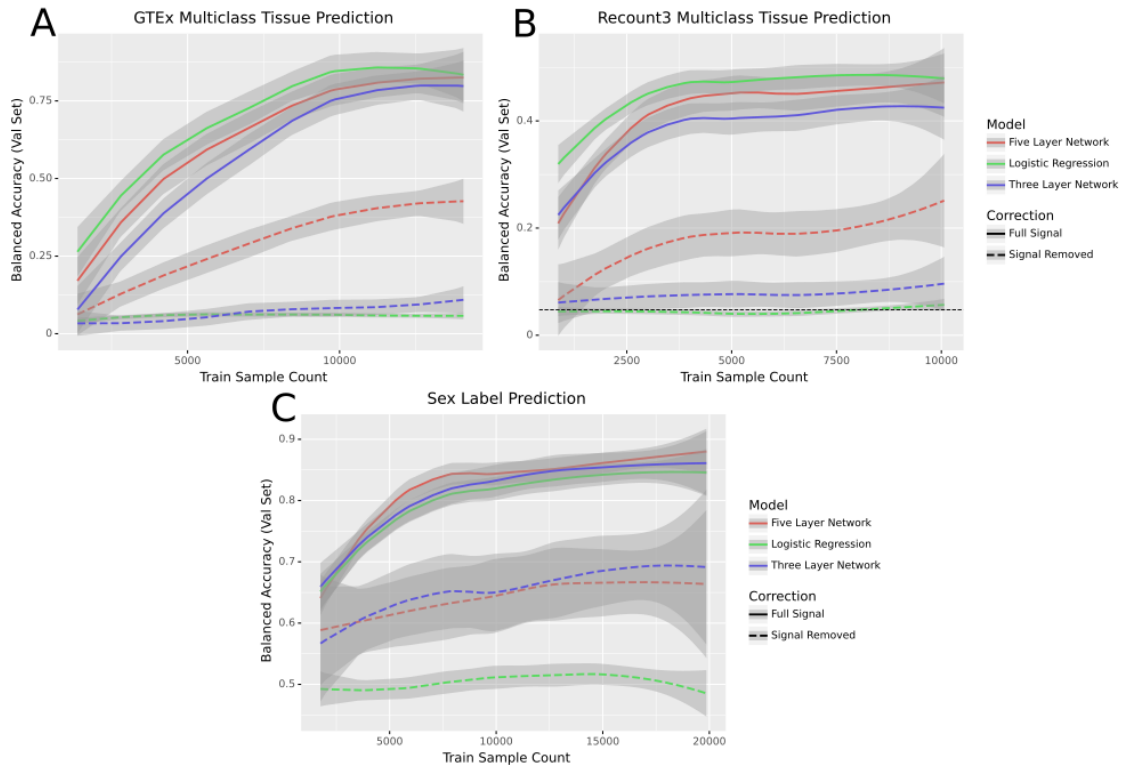 A
GTEx Multiclass Tissue Prediction
Balanced Accuracy (Val Set)
0.75
0.50
0.25
0
5000
10000
Train Sample Count
B
Recount3 Multiclass Tissue Prediction
Balanced Accuracy (Val Set)
0.4
0.2
0
2500
5000
7500
10000
Train Sample Count
Model
Five Layer Network
Logistic Regression
Three Layer Network
Correction
Full Signal
Signal Removed
C
Sex Label Prediction
Balanced Accuracy (Val Set)
0.9
0.8
0.7
0.6
0.5
5000
10000
15000
20000
Train Sample Count
Model
Five Layer Network
Logistic Regression
Three Layer Network
Correction
Full Signal
Signal Removed